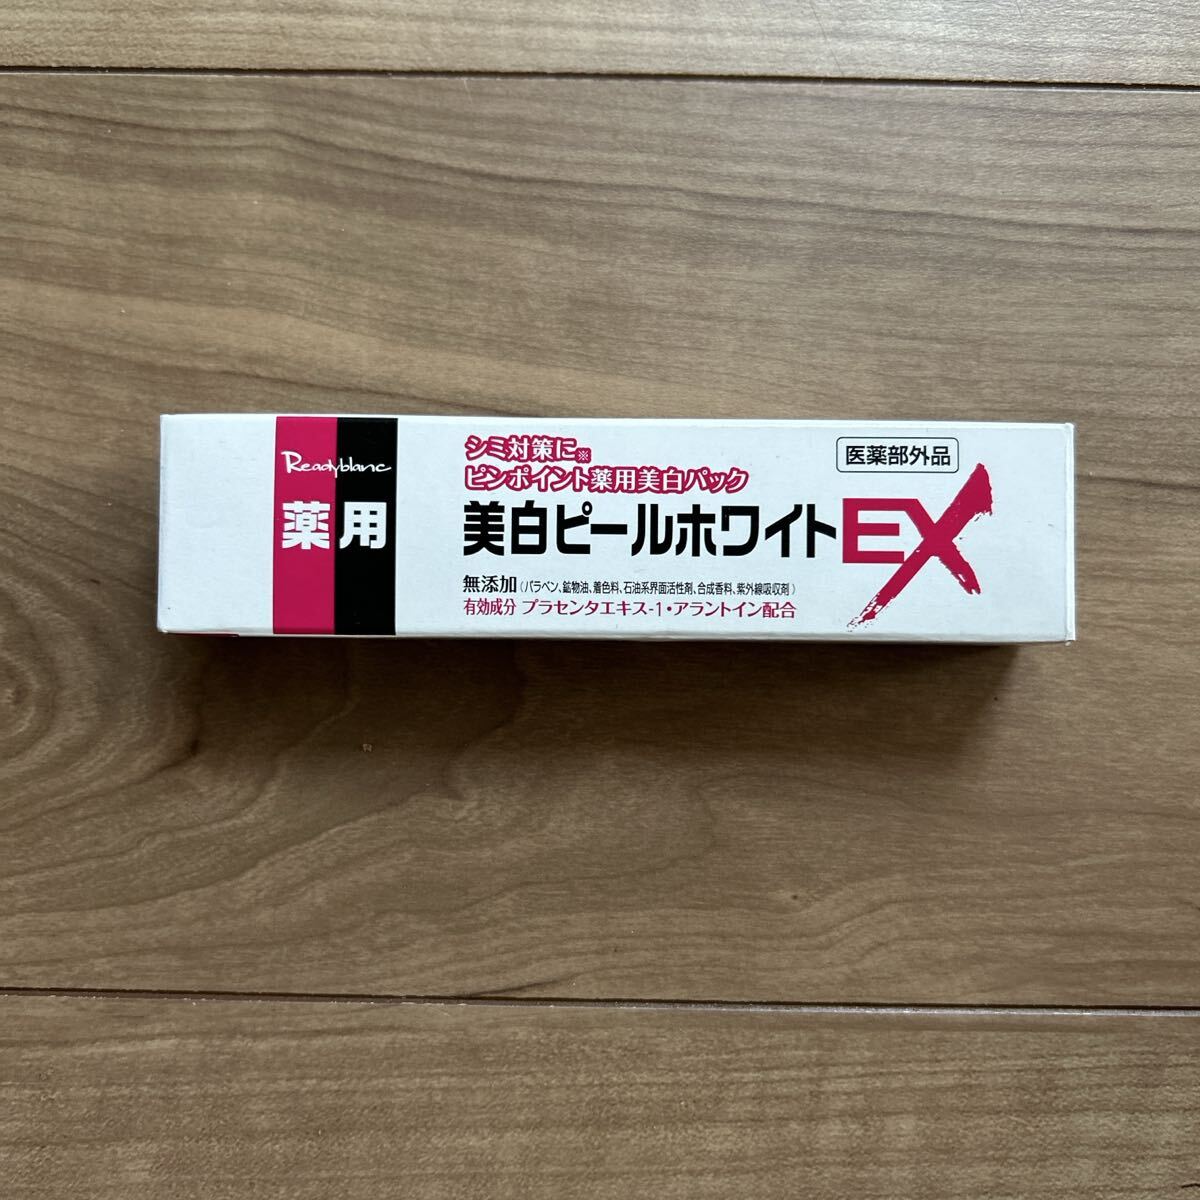 Readyblanc
薬用
シミ対策に※
ピンポイント薬用美白パック
医薬部外品
美白ピールホワイトEX
無添加(パラベン、鉱物油、着色料、石油系界面活性剤、合成香料、紫外線吸収剤)
有効成分 プラセンタエキス-1・アラントイン配合